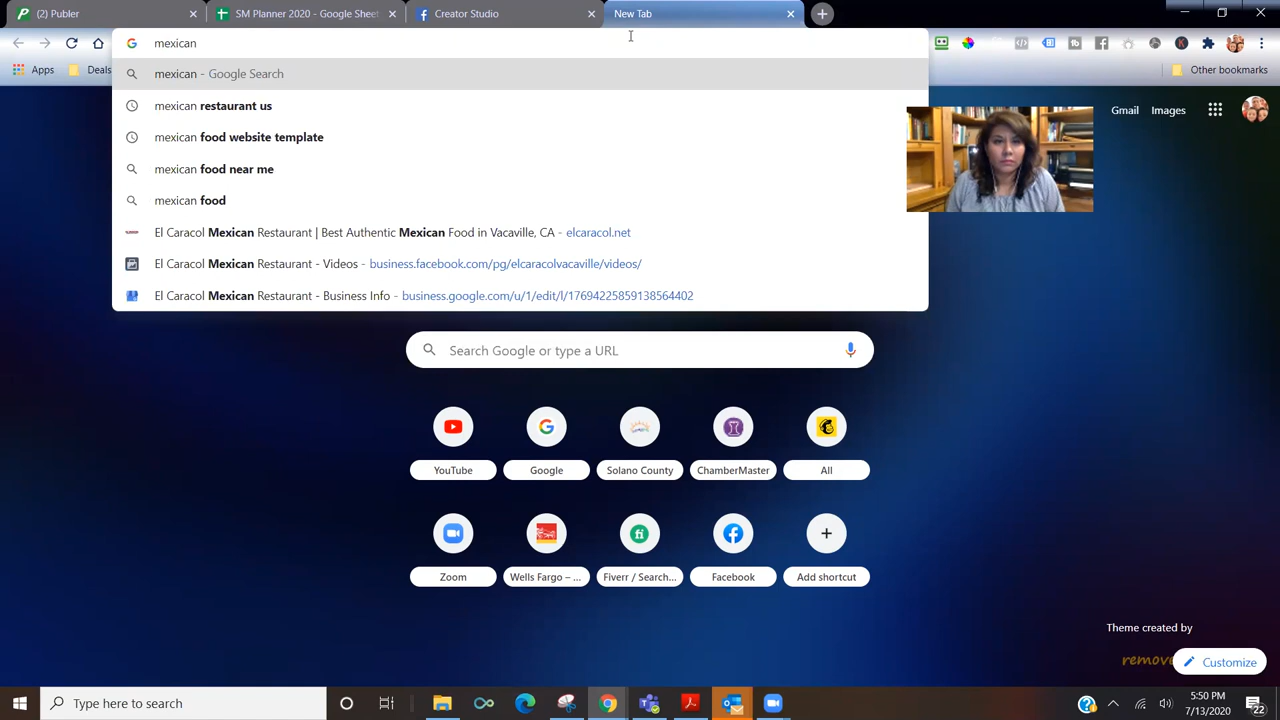 (2) Publer
SM Planner 2020 - Google Sheet
Creator Studio
New Tab
mexican
Apps
Deals
Other bookmarks
mexican - Google Search
mexican restaurant us
mexican food website template
mexican food near me
mexican food
El Caracol Mexican Restaurant | Best Authentic Mexican Food in Vacaville, CA - elcaracol.net
El Caracol Mexican Restaurant - Videos - business.facebook.com/pg/elcaracolvacaville/videos/
El Caracol Mexican Restaurant - Business Info - business.google.com/u/1/edit/l/17694225859138564402
Gmail
Images
Search Google or type a URL
YouTube
Google
Solano County
ChamberMaster
All
Zoom
Wells Fargo – ...
Fiverr / Search...
Facebook
Add shortcut
Theme created by
Customize
Type here to search
5:50 PM
7/13/2020
22